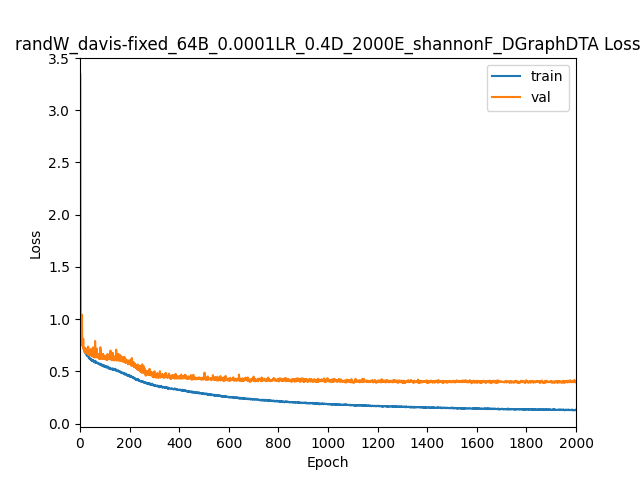 randW_davis-fixed_64B_0.0001LR_0.4D_2000E_shannonF_DGraphDTA Loss
train
val
3.5
3.0
2.5
2.0
1.5
1.0
0.5
0.0
Loss
0 200 400 600 800 1000 1200 1400 1600 1800 2000
Epoch